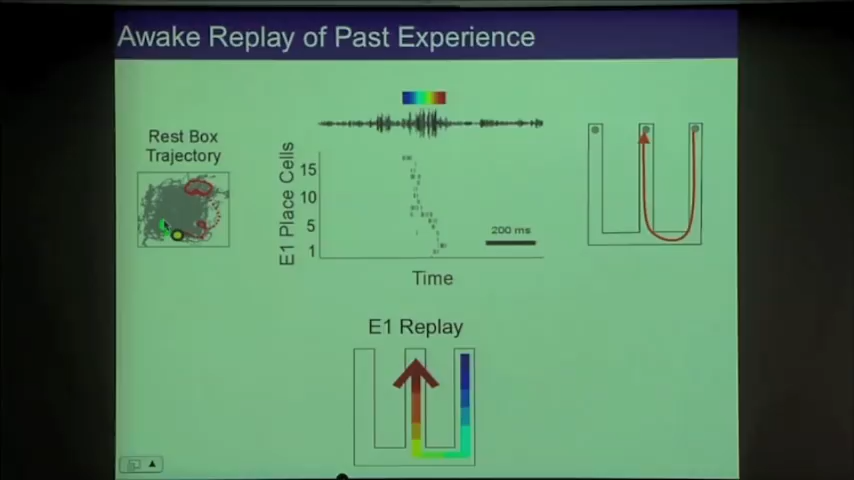 Awake Replay of Past Experience
Rest Box
Trajectory
E1 Place Cells
15
10
5
1
200 ms
Time
E1 Replay